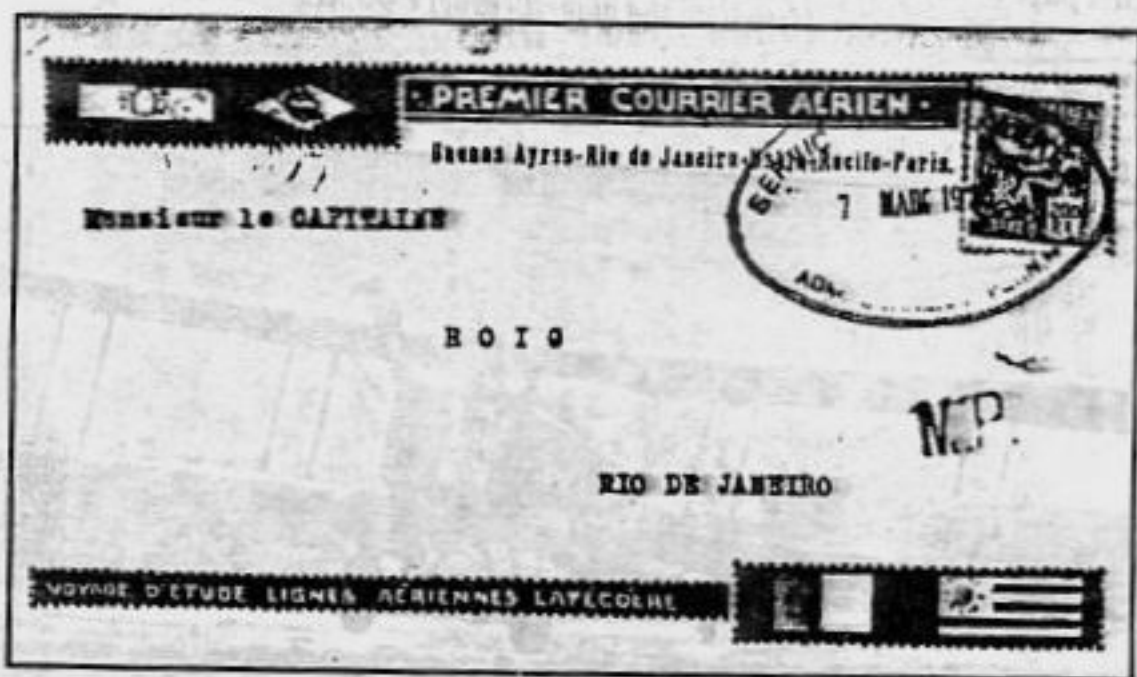 · PREMIER COURRIER AERIEN ·
Buenos Ayres-Rio de Janeiro- -Recife-Paris.
7 MARS 19
Monsieur le CAPITAINE
ROIG
RIO DE JANEIRO
VOYAGE D'ETUDE LIGNES AERIENNES LATECOERE